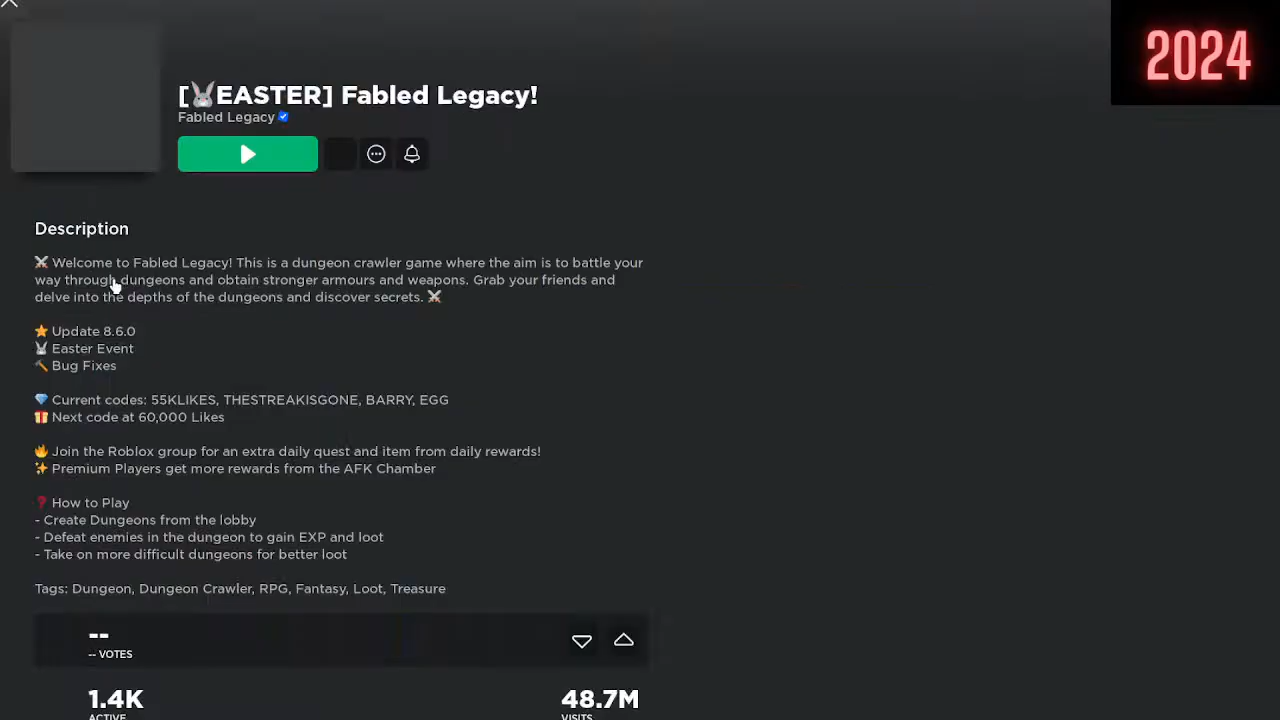 2024
[🐰EASTER] Fabled Legacy!
Fabled Legacy
Description
⚔️ Welcome to Fabled Legacy! This is a dungeon crawler game where the aim is to battle your
way through dungeons and obtain stronger armours and weapons. Grab your friends and
delve into the depths of the dungeons and discover secrets. ⚔️
⭐ Update 8.6.0
🐰 Easter Event
🔨 Bug Fixes
💎 Current codes: 55KLIKES, THESTREAKISGONE, BARRY, EGG
🎁 Next code at 60,000 Likes
🔥 Join the Roblox group for an extra daily quest and item from daily rewards!
✨ Premium Players get more rewards from the AFK Chamber
❓ How to Play
- Create Dungeons from the lobby
- Defeat enemies in the dungeon to gain EXP and loot
- Take on more difficult dungeons for better loot
Tags: Dungeon, Dungeon Crawler, RPG, Fantasy, Loot, Treasure
--
-- VOTES
1.4K 48.7M
ACTIVE VISITS